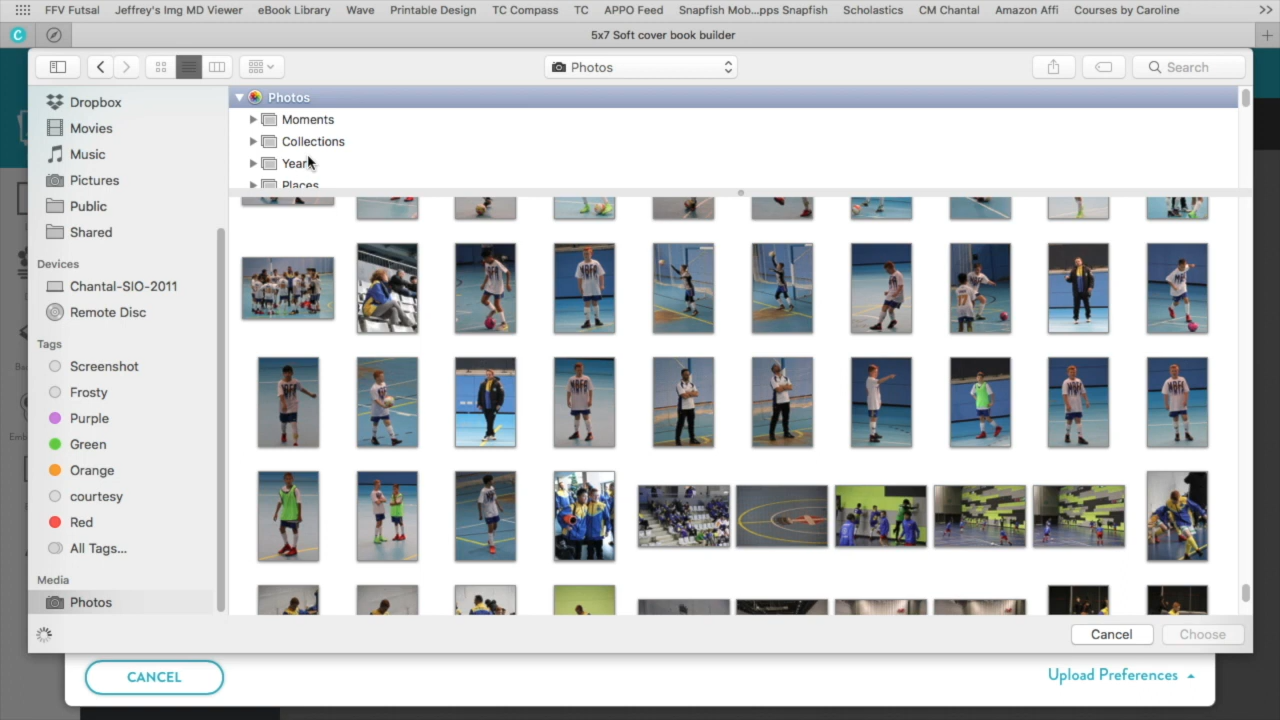 FFV Futsal Jeffrey's Img MD Viewer eBook Library Wave Printable Design TC Compass TC APPO Feed Snapfish Mob...pps Snapfish Scholastics CM Chantal Amazon Affi Courses by Caroline >>
C 5x7 Soft cover book builder +
Photos Search
Dropbox
Movies
Music
Pictures
Public
Shared
Devices
Chantal-SIO-2011
Remote Disc
Tags
Screenshot
Frosty
Purple
Green
Orange
courtesy
Red
All Tags...
Media
Photos
Photos
Moments
Collections
Year
Places
Cancel Choose
CANCEL Upload Preferences